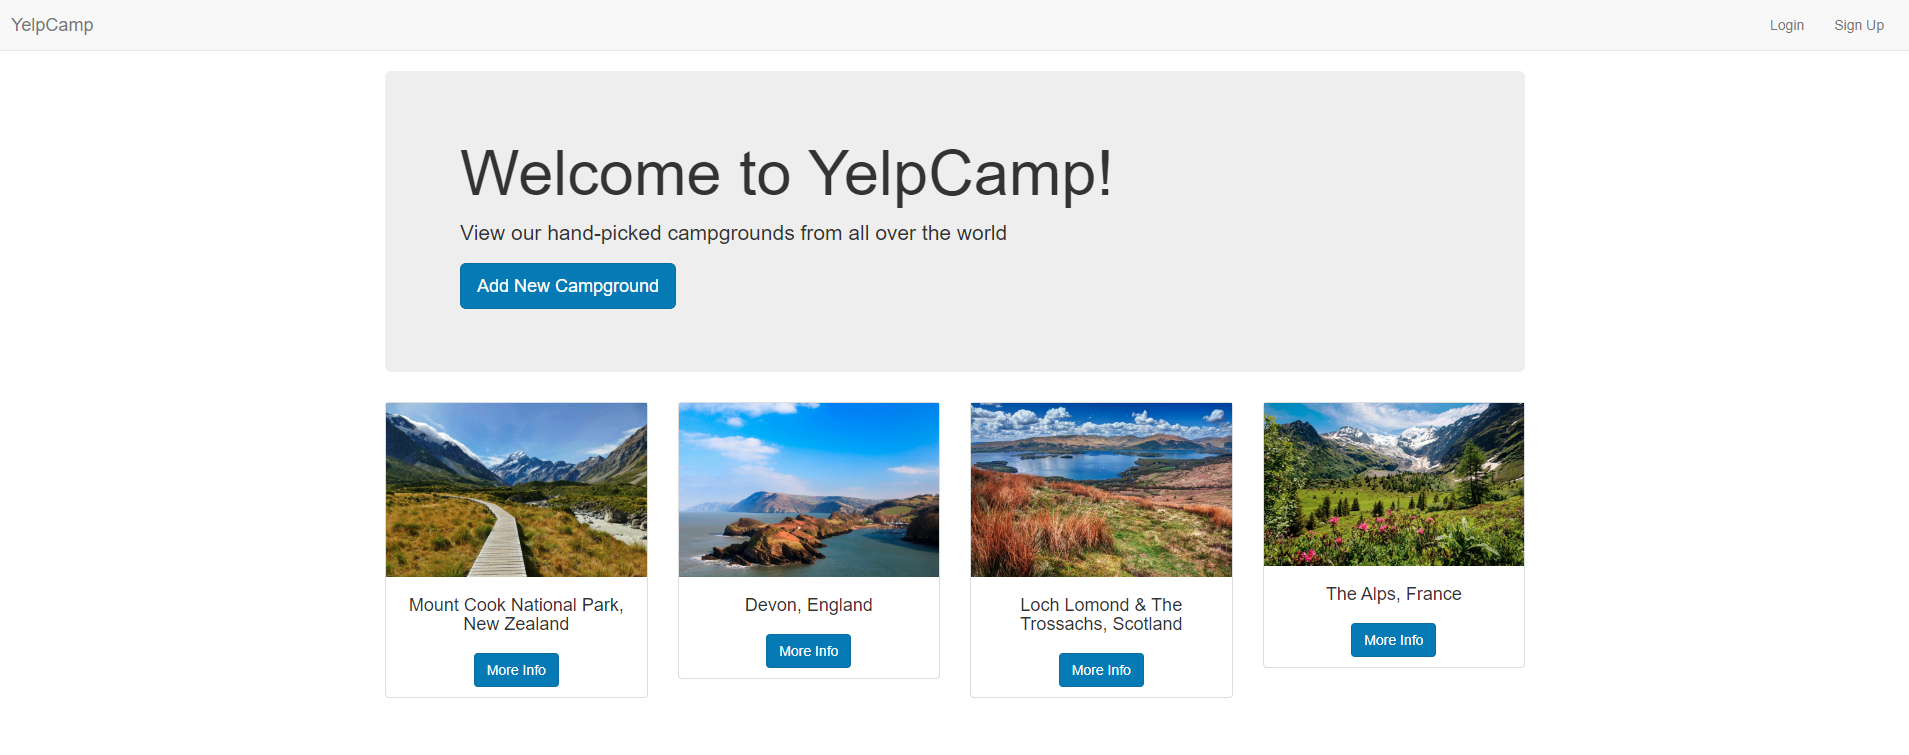 YelpCamp
Login
Sign Up
Welcome to YelpCamp!
View our hand-picked campgrounds from all over the world
Add New Campground
Mount Cook National Park,
New Zealand
More Info
Devon, England
More Info
Loch Lomond & The
Trossachs, Scotland
More Info
The Alps, France
More Info